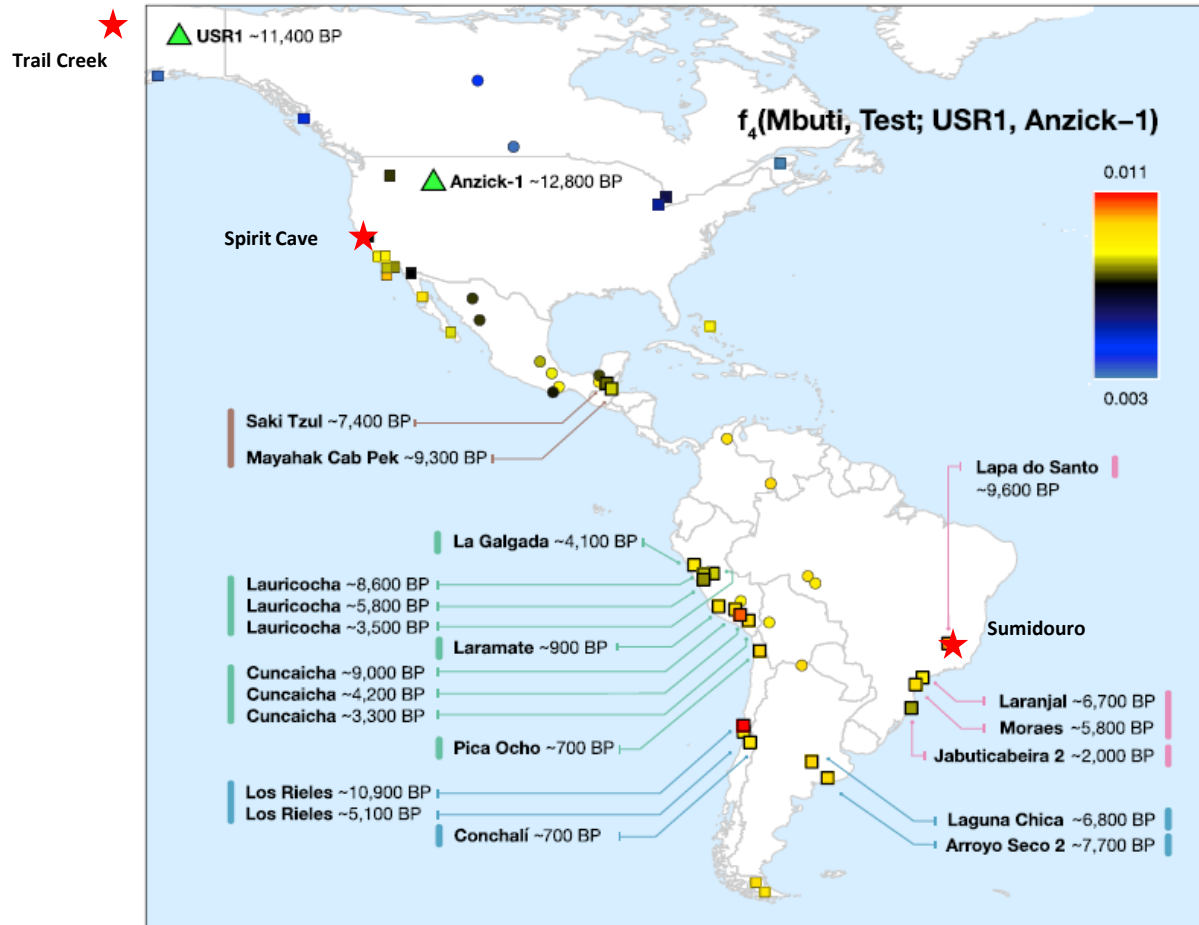 USR1 ~11,400 BP
Trail Creek
f4(Mbuti, Test; USR1, Anzick−1)
0.011
0.003
Anzick-1 ~12,800 BP
Spirit Cave
Saki Tzul ~7,400 BP
Mayahak Cab Pek ~9,300 BP
Lapa do Santo
~9,600 BP
La Galgada ~4,100 BP
Lauricocha ~8,600 BP
Lauricocha ~5,800 BP
Lauricocha ~3,500 BP
Laramate ~900 BP
Cuncaicha ~9,000 BP
Cuncaicha ~4,200 BP
Cuncaicha ~3,300 BP
Pica Ocho ~700 BP
Los Rieles ~10,900 BP
Los Rieles ~5,100 BP
Conchalí ~700 BP
Sumidouro
Laranjal ~6,700 BP
Moraes ~5,800 BP
Jabuticabeira 2 ~2,000 BP
Laguna Chica ~6,800 BP
Arroyo Seco 2 ~7,700 BP